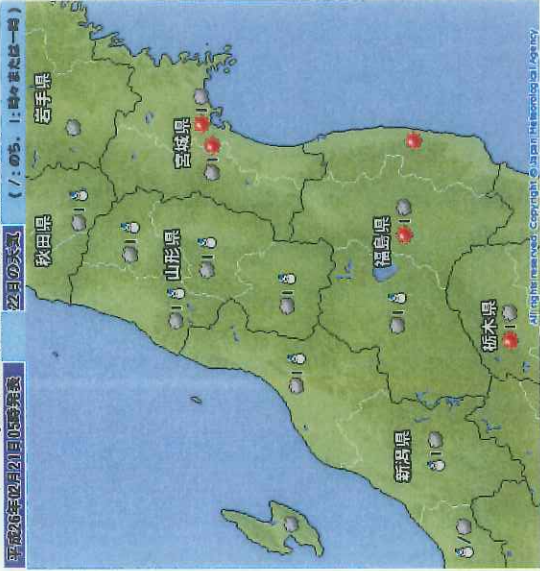 平成26年02月21日05時発表
22日の天気
( / : のち、 | : 時々または一時 )
秋田県
岩手県
山形県
宮城県
新潟県
福島県
栃木県
All rights reserved. Copyright © Japan Meteorological Agency